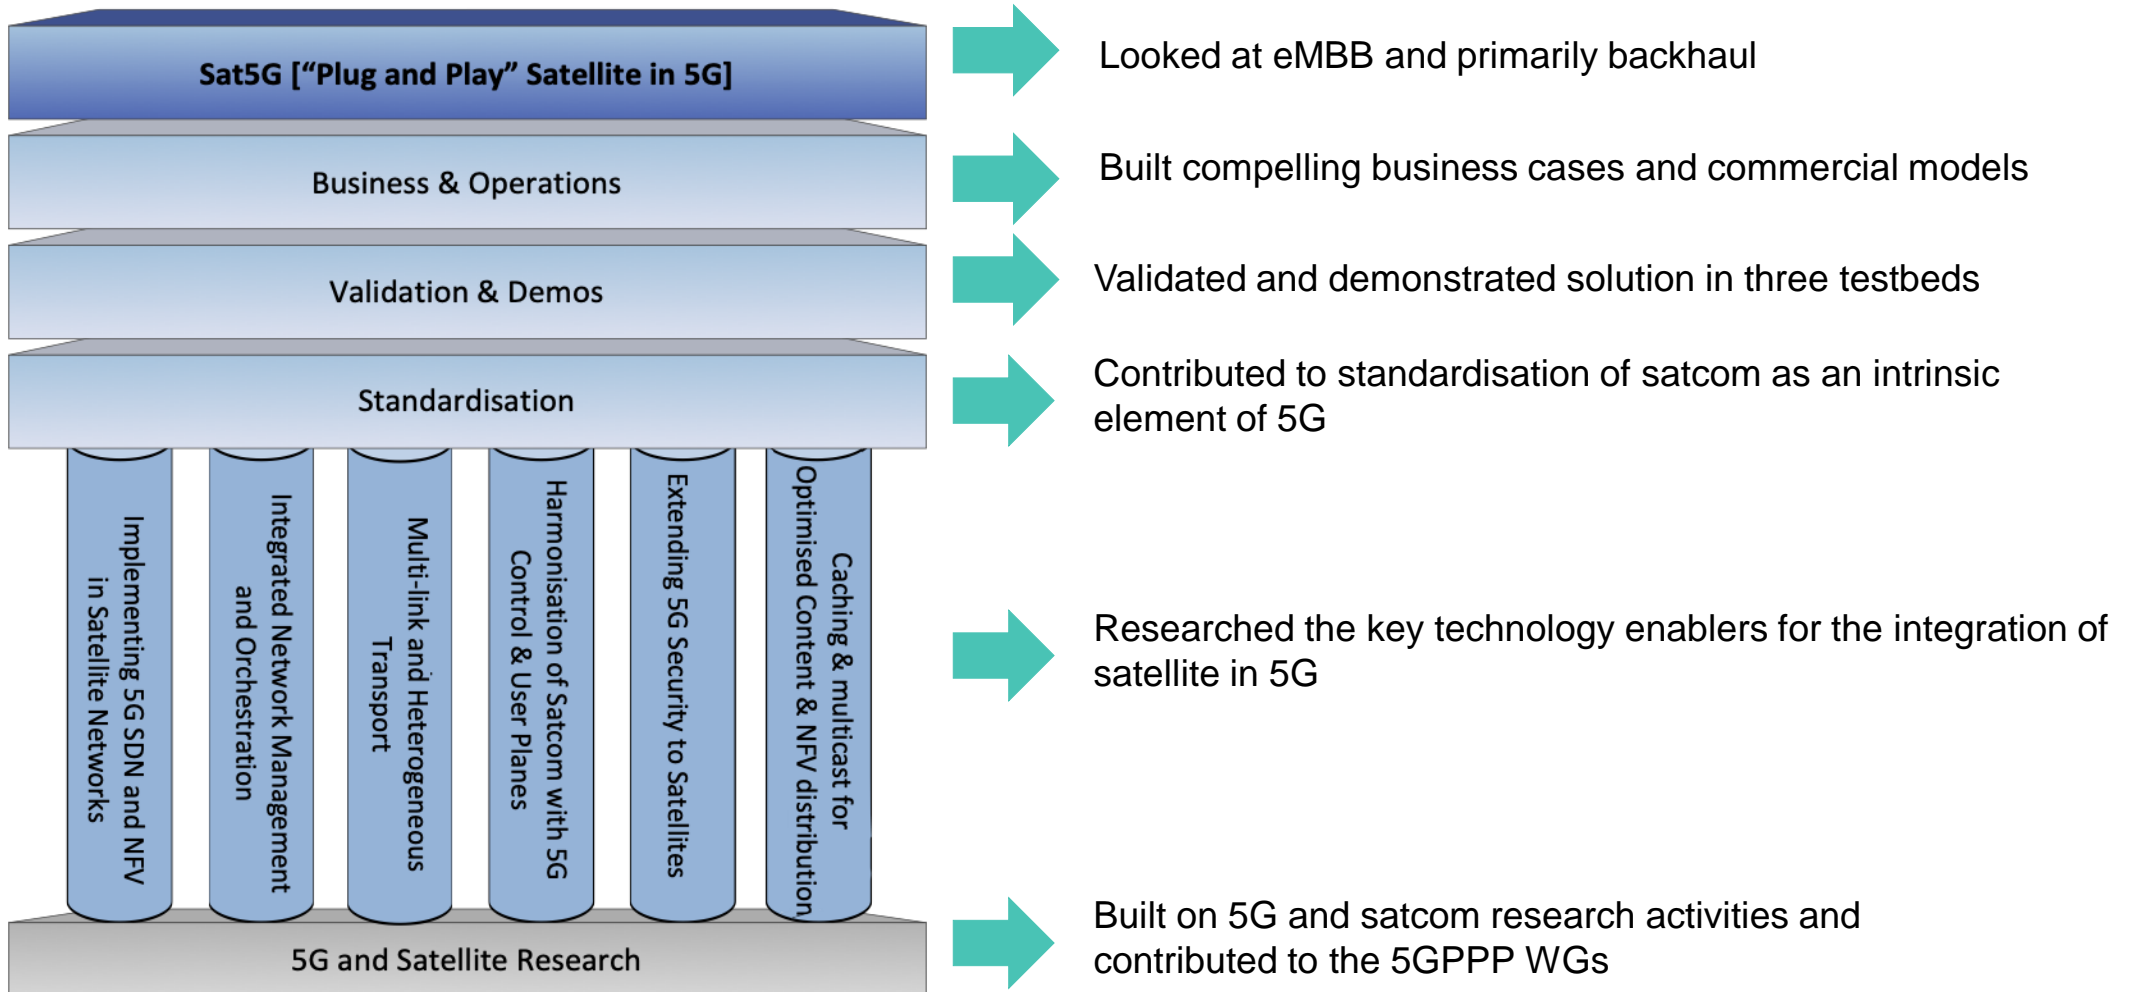 Sat5G [“Plug and Play” Satellite in 5G]
Looked at eMBB and primarily backhaul
Business & Operations
Built compelling business cases and commercial models
Validation & Demos
Validated and demonstrated solution in three testbeds
Standardisation
Contributed to standardisation of satcom as an intrinsic
element of 5G
Implementing 5G SDN and NFV
in Satellite Networks
Integrated Network Management
and Orchestration
Multi-link and Heterogeneous
Transport
Harmonisation of Satcom with 5G
Control & User Planes
Extending 5G Security to Satellites
Caching & multicast for
Optimised Content & NFV distribution
Researched the key technology enablers for the integration of
satellite in 5G
5G and Satellite Research
Built on 5G and satcom research activities and
contributed to the 5GPPP WGs